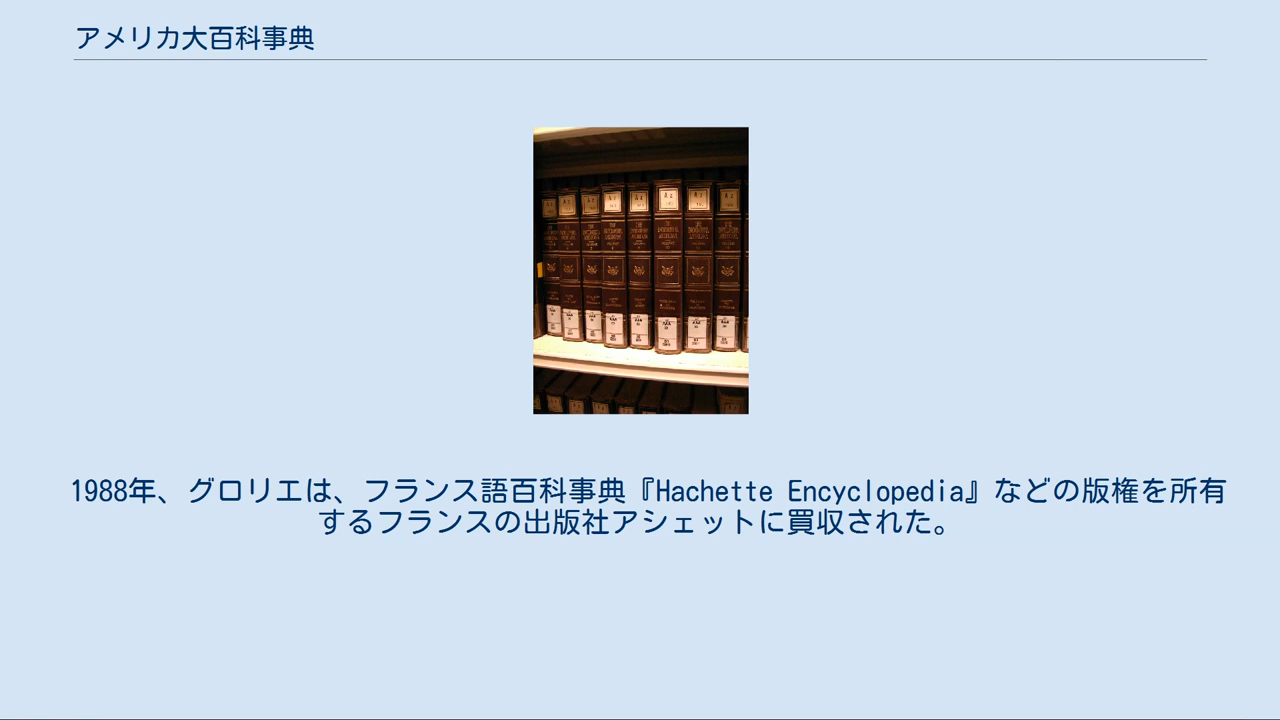 アメリカ大百科事典
1988年、グロリエは、フランス語百科事典『Hachette Encyclopedia』などの版権を所有
するフランスの出版社アシェットに買収された。